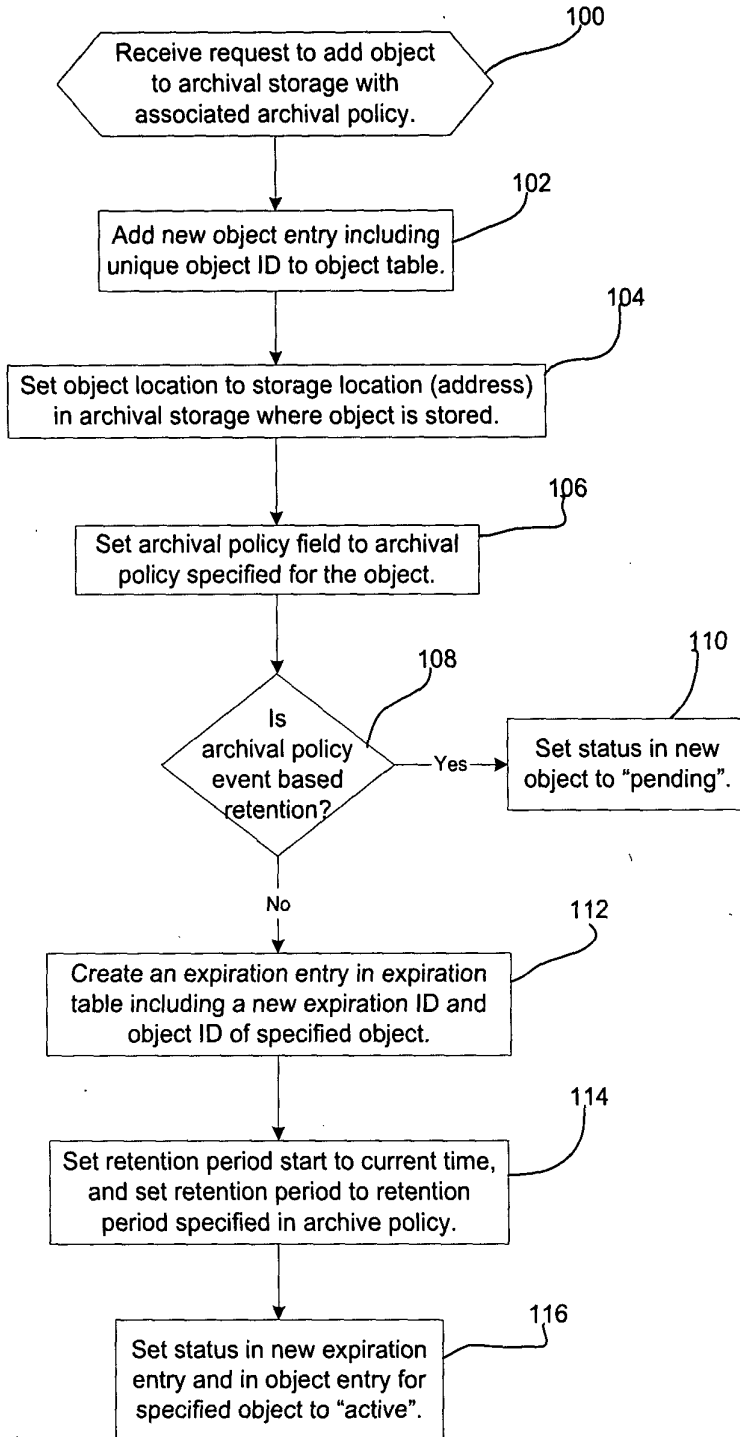 100
Receive request to add object
to archival storage with
associated archival policy.
102
Add new object entry including
unique object ID to object table.
104
Set object location to storage location (address)
in archival storage where object is stored.
106
Set archival policy field to archival
policy specified for the object.
108
Is
archival policy
event based
retention?
Yes
110
Set status in new
object to “pending”.
No
112
Create an expiration entry in expiration
table including a new expiration ID and
object ID of specified object.
114
Set retention period start to current time,
and set retention period to retention
period specified in archive policy.
116
Set status in new expiration
entry and in object entry for
specified object to “active”.